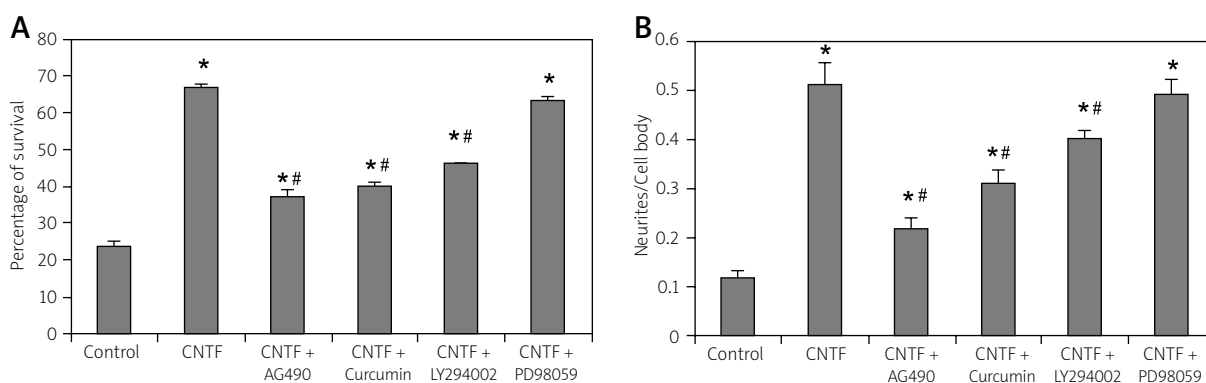 A
Percentage of survival
80
70
60
50
40
30
20
10
0
*
* #
* #
* #
*
Control
CNTF
CNTF +
AG490
CNTF +
Curcumin
CNTF +
LY294002
CNTF +
PD98059
B
Neurites/Cell body
0.6
0.5
0.4
0.3
0.2
0.1
0
*
* #
* #
* #
*
Control
CNTF
CNTF +
AG490
CNTF +
Curcumin
CNTF +
LY294002
CNTF +
PD98059